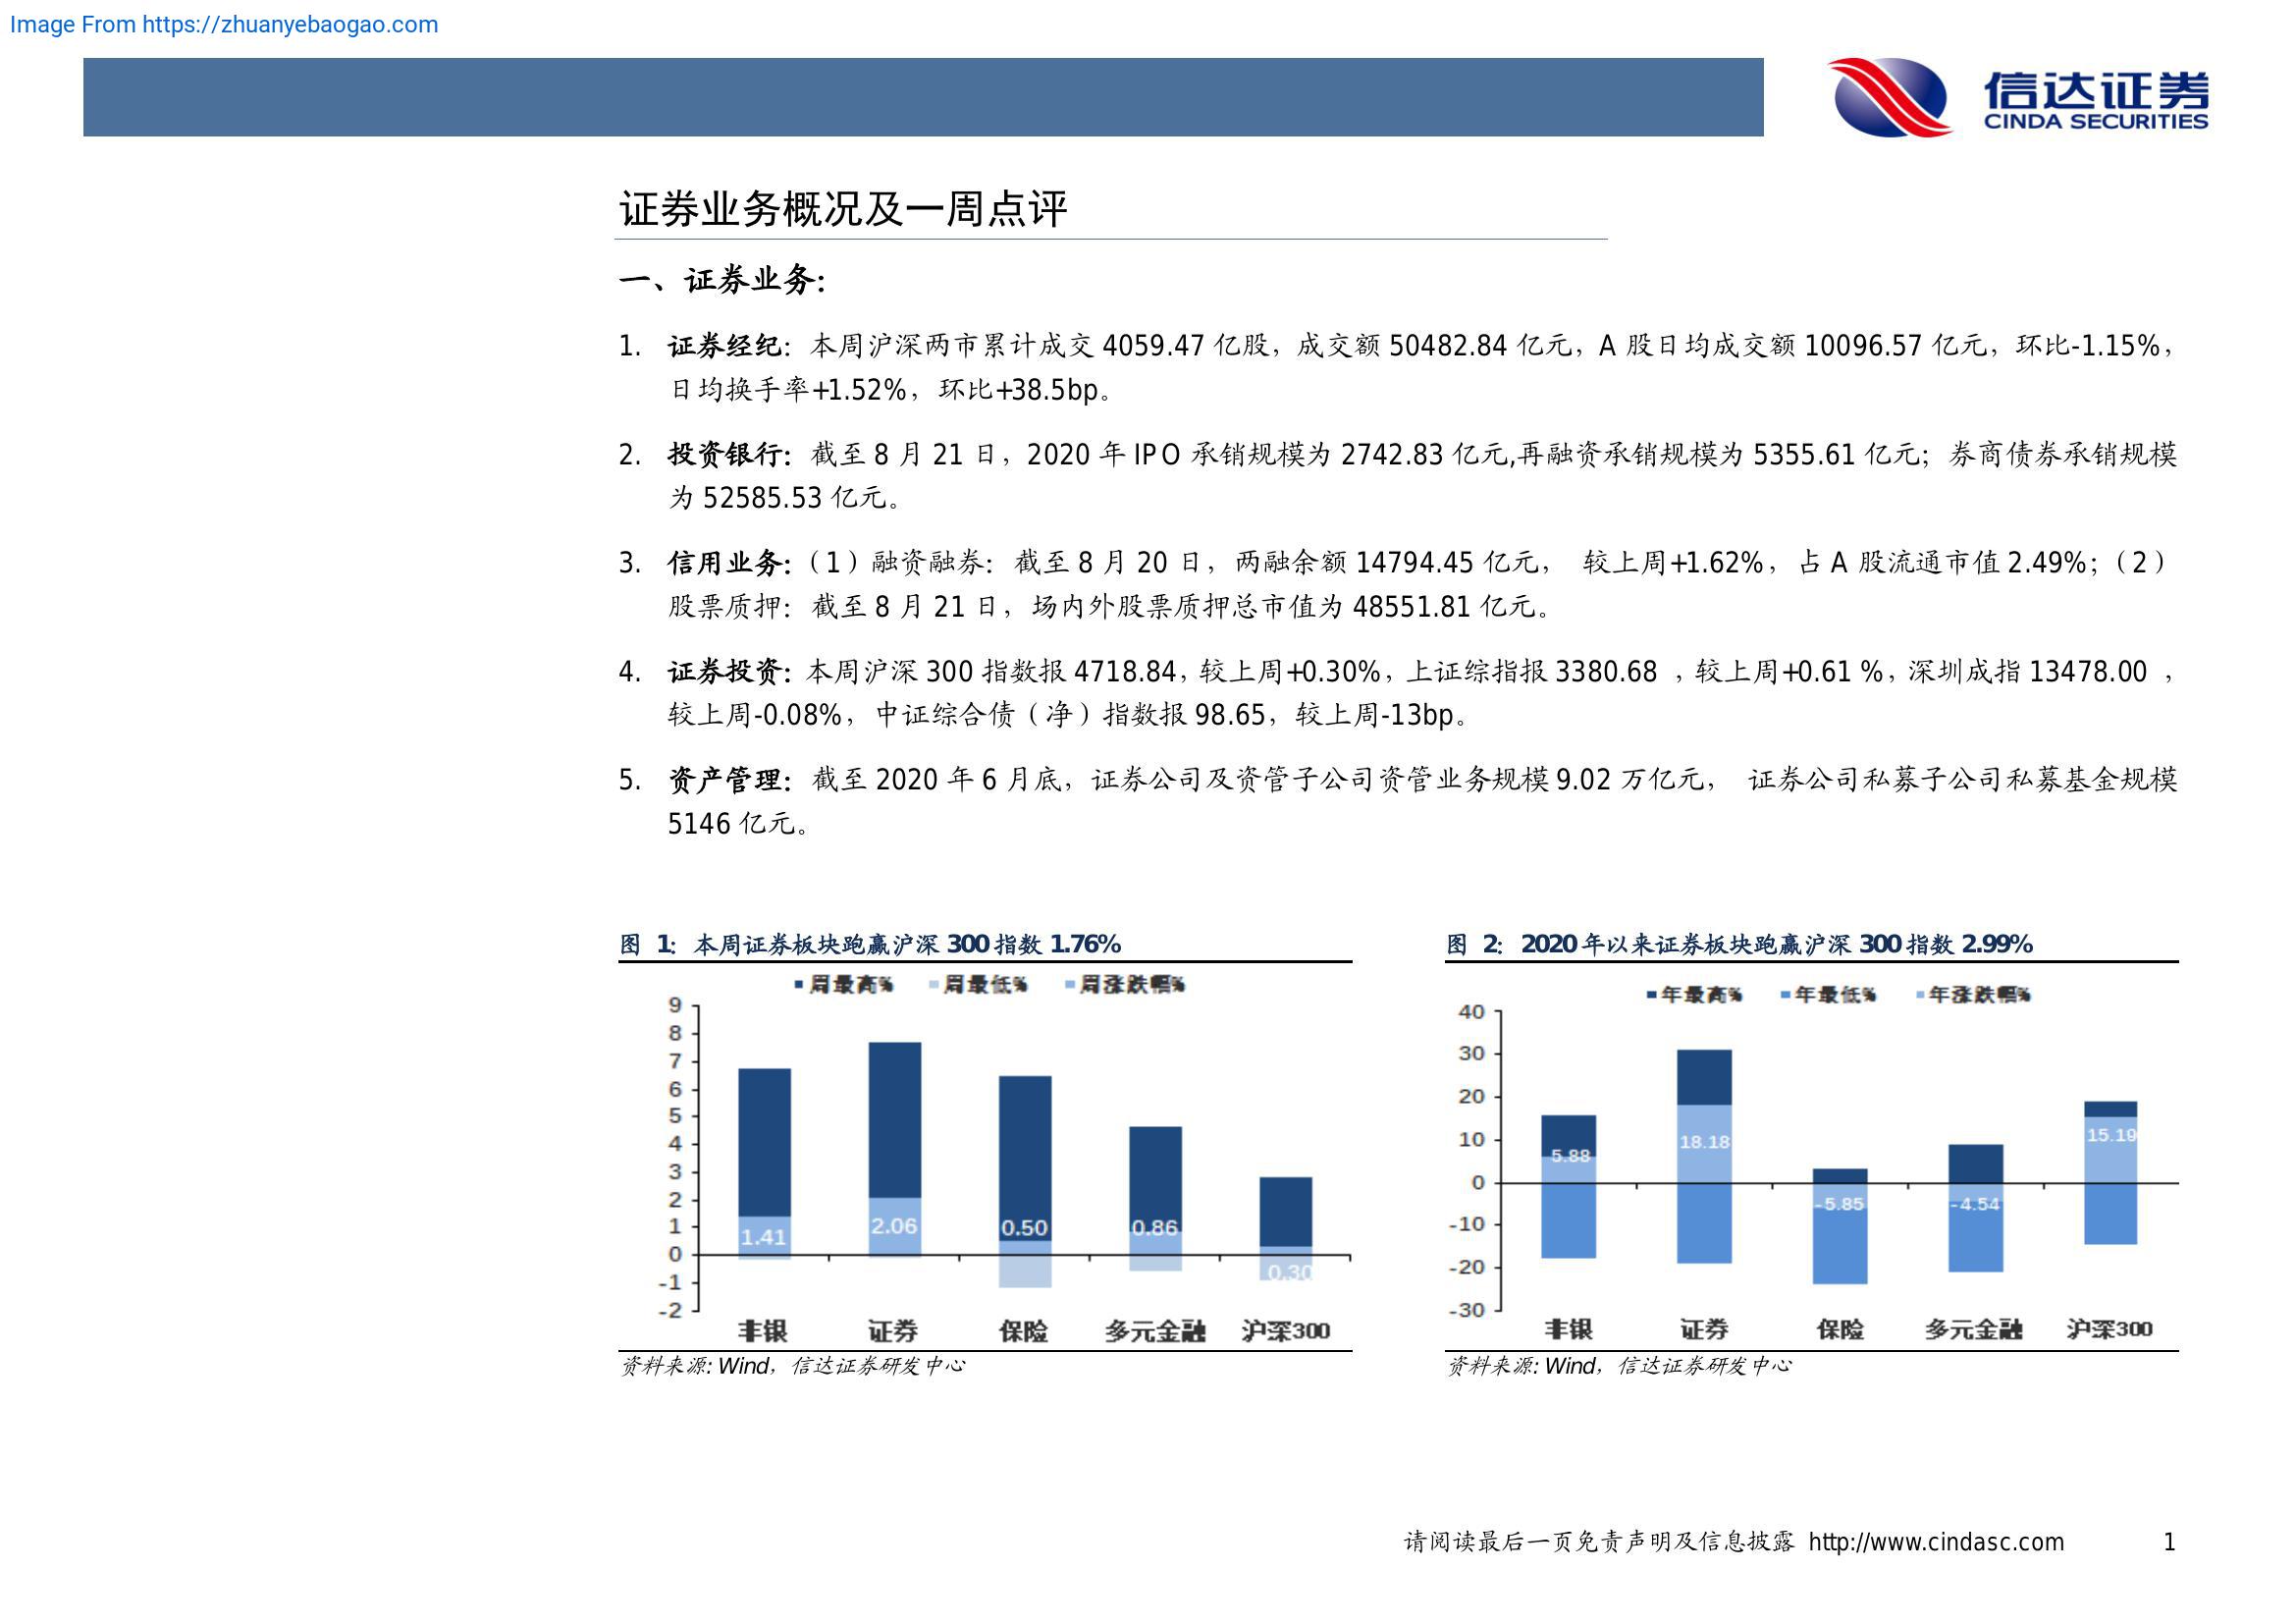 Image From https://zhuanyebaogao.com
信达证券
CINDA SECURITIES
证券业务概况及一周点评
一、证券业务:
1. 证券经纪：本周沪深两市累计成交 4059.47 亿股，成交额 50482.84 亿元，A 股日均成交额 10096.57 亿元，环比-1.15%，
日均换手率+1.52%，环比+38.5bp。
2. 投资银行：截至 8 月 21 日，2020 年 IPO 承销规模为 2742.83 亿元,再融资承销规模为 5355.61 亿元；券商债券承销规模
为 52585.53 亿元。
3. 信用业务:（1）融资融券：截至 8 月 20 日，两融余额 14794.45 亿元， 较上周+1.62%，占 A 股流通市值 2.49%；（2）
股票质押：截至 8 月 21 日，场内外股票质押总市值为 48551.81 亿元。
4. 证券投资：本周沪深 300 指数报 4718.84，较上周+0.30%，上证综指报 3380.68 ，较上周+0.61 %，深圳成指 13478.00 ，
较上周-0.08%，中证综合债（净）指数报 98.65，较上周-13bp。
5. 资产管理：截至 2020 年 6 月底，证券公司及资管子公司资管业务规模 9.02 万亿元， 证券公司私募子公司私募基金规模
5146 亿元。
图 1：本周证券板块跑赢沪深 300 指数 1.76%
周最高% 周最低% 周涨跌幅%
9
8
7
6
5
4
3
2
1
0
-1
-2
1.41 2.06 0.50 0.86 0.30
非银 证券 保险 多元金融 沪深300
资料来源: Wind，信达证券研发中心
图 2：2020 年以来证券板块跑赢沪深 300 指数 2.99%
年最高% 年最低% 年涨跌幅%
40
30
20
10
0
-10
-20
-30
5.88 18.18 -5.85 -4.54 15.19
非银 证券 保险 多元金融 沪深300
资料来源: Wind，信达证券研发中心
请阅读最后一页免责声明及信息披露 http://www.cindasc.com 1